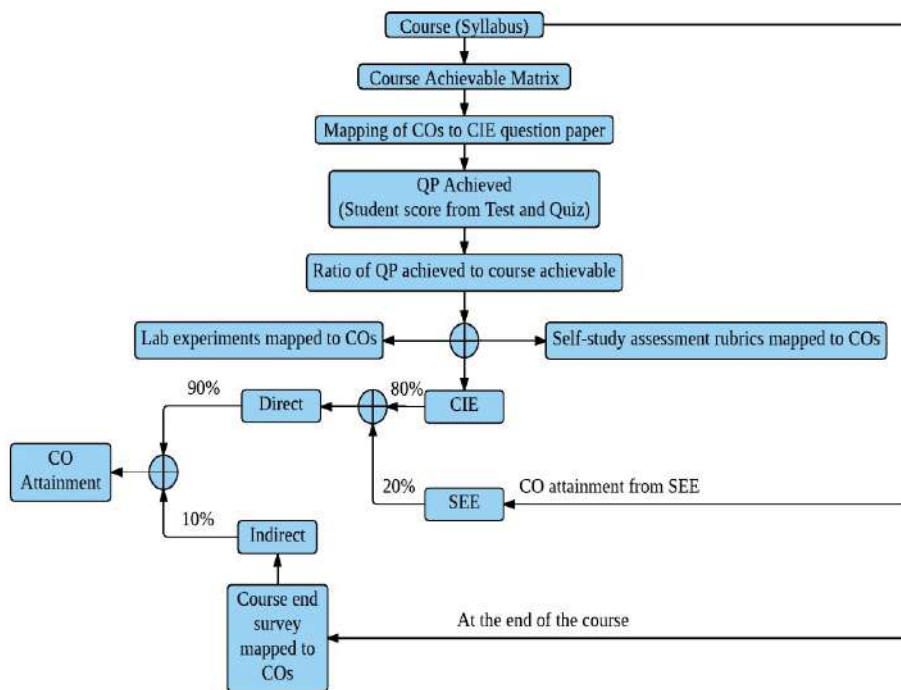 Course (Syllabus)
Course Achievable Matrix
Mapping of COs to CIE question paper
QP Achieved
(Student score from Test and Quiz)
Ratio of QP achieved to course achievable
Lab experiments mapped to COs
Self-study assessment rubrics mapped to COs
90%
Direct
80%
CIE
CO
Attainment
20%
SEE
CO attainment from SEE
10%
Indirect
Course end
survey
mapped to
COs
At the end of the course